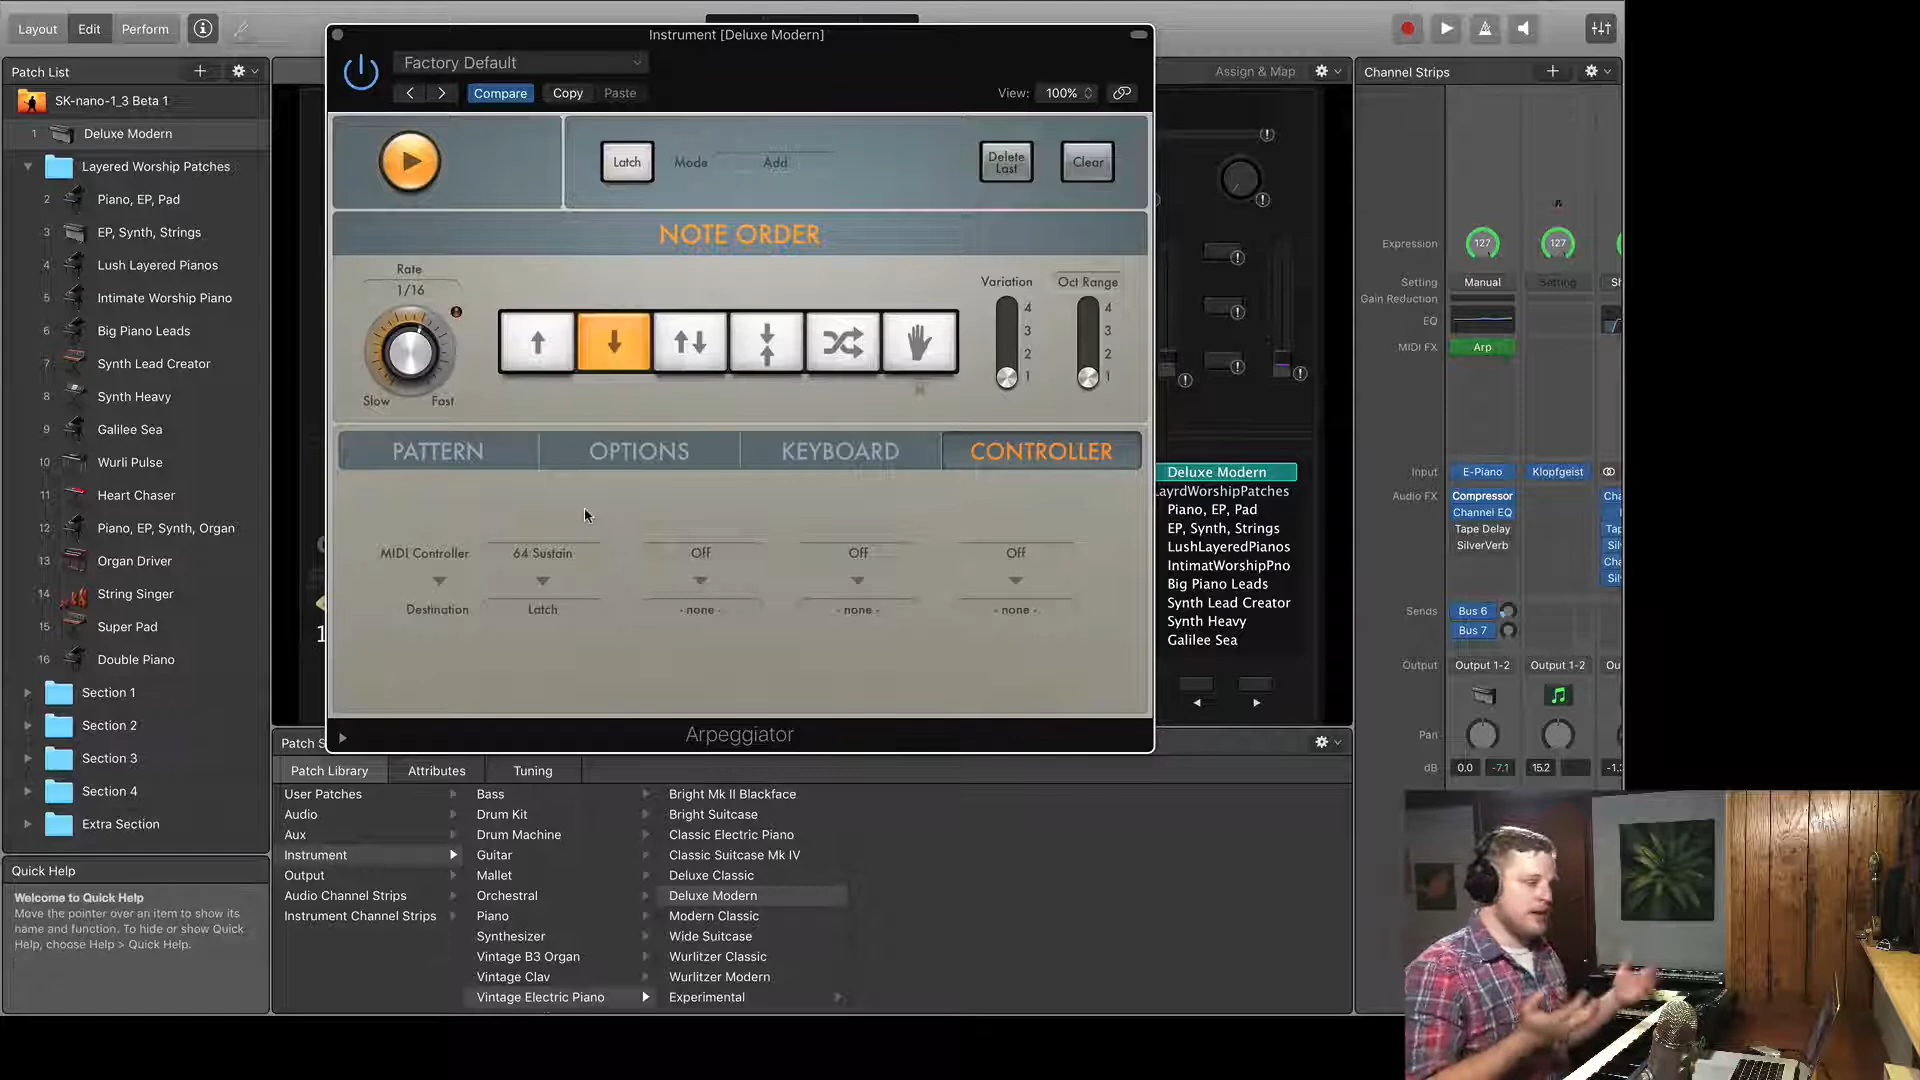 Layout Edit Perform
Instrument [Deluxe Modern]
Factory Default
Compare Copy Paste
View: 100%
Patch List
SK-nano-1_3 Beta 1
1 Deluxe Modern
Layered Worship Patches
2 Piano, EP, Pad
3 EP, Synth, Strings
4 Lush Layered Pianos
5 Intimate Worship Piano
6 Big Piano Leads
7 Synth Lead Creator
8 Synth Heavy
9 Galilee Sea
10 Wurli Pulse
11 Heart Chaser
12 Piano, EP, Synth, Organ
13 Organ Driver
14 String Singer
15 Super Pad
16 Double Piano
Section 1
Section 2
Section 3
Section 4
Extra Section
Quick Help
Welcome to Quick Help
Move the pointer over an item to show its
name and function. To hide or show Quick
Help, choose Help > Quick Help.
Latch Mode Add
Delete
Last
Clear
NOTE ORDER
Rate
1/16
Slow Fast
Variation
4
3
2
1
Oct Range
4
3
2
1
PATTERN OPTIONS KEYBOARD CONTROLLER
MIDI Controller 64 Sustain Off Off Off
Destination Latch - none - - none - - none -
Arpeggiator
Assign & Map
Deluxe Modern
LayrdWorshipPatches
Piano, EP, Pad
EP, Synth, Strings
LushLayeredPianos
IntimatWorshipPno
Big Piano Leads
Synth Lead Creator
Synth Heavy
Galilee Sea
Patch S
Patch Library Attributes Tuning
User Patches
Audio
Aux
Instrument
Output
Audio Channel Strips
Instrument Channel Strips
Bass
Drum Kit
Drum Machine
Guitar
Mallet
Orchestral
Piano
Synthesizer
Vintage B3 Organ
Vintage Clav
Vintage Electric Piano
Bright Mk II Blackface
Bright Suitcase
Classic Electric Piano
Classic Suitcase Mk IV
Deluxe Classic
Deluxe Modern
Modern Classic
Wide Suitcase
Wurlitzer Classic
Wurlitzer Modern
Experimental
Channel Strips
Expression 127 127
Setting Manual Setting
Gain Reduction
EQ
MIDI FX Arp
Input E-Piano Klopfgeist
Audio FX Compressor
Channel EQ
Tape Delay
SilverVerb
Sends Bus 6
Bus 7
Output Output 1-2 Output 1-2 Ou
Pan
dB 0.0 -7.1 15.2